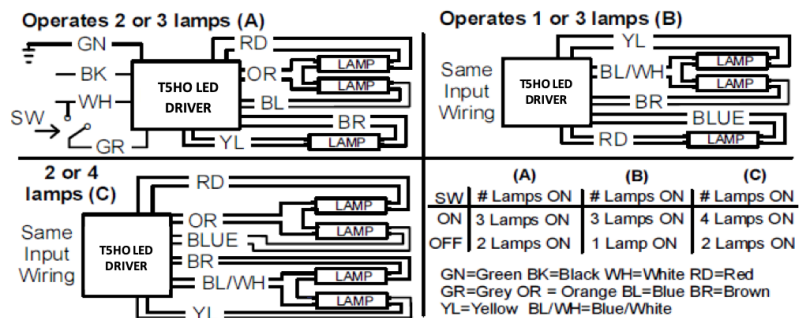 Operates 2 or 3 lamps (A)
GN
BK
WH
SW
GR
T5HO LED
DRIVER
RD
OR
BL
BR
YL
LAMP
LAMP
LAMP
Operates 1 or 3 lamps (B)
Same
Input
Wiring
T5HO LED
DRIVER
YL
BL/WH
BR
BLUE
RD
LAMP
LAMP
LAMP
2 or 4
lamps (C)
Same
Input
Wiring
T5HO LED
DRIVER
RD
OR
BLUE
BR
BL/WH
YL
LAMP
LAMP
LAMP
LAMP
(A) (B) (C)
SW # Lamps ON # Lamps ON # Lamps ON
ON 3 Lamps ON 3 Lamps ON 4 Lamps ON
OFF 2 Lamps ON 1 Lamp ON 2 Lamps ON
GN=Green BK=Black WH=White RD=Red
GR=Grey OR = Orange BL=Blue BR=Brown
YL=Yellow BL/WH=Blue/White